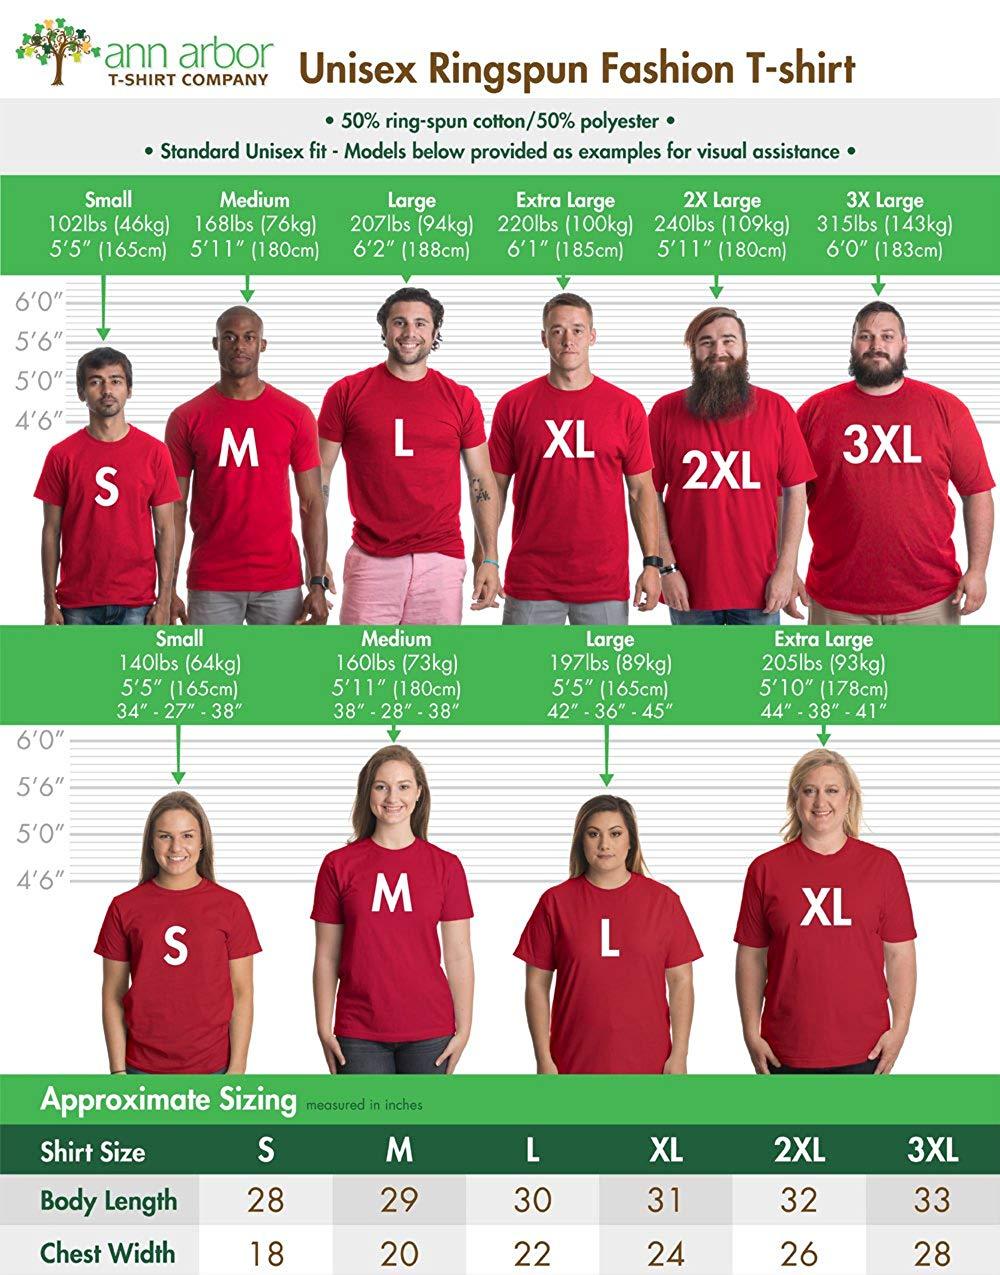 ann arbor
T-SHIRT COMPANY
Unisex Ringspun Fashion T-shirt
• 50% ring-spun cotton/50% polyester •
• Standard Unisex fit - Models below provided as examples for visual assistance •
Small Medium Large Extra Large 2X Large 3X Large
102lbs (46kg) 168lbs (76kg) 207lbs (94kg) 220lbs (100kg) 240lbs (109kg) 315lbs (143kg)
5'5" (165cm) 5'11" (180cm) 6'2" (188cm) 6'1" (185cm) 5'11" (180cm) 6'0" (183cm)
6'0"
5'6"
5'0"
4'6"
S M L XL 2XL 3XL
Small Medium Large Extra Large
140lbs (64kg) 160lbs (73kg) 197lbs (89kg) 205lbs (93kg)
5'5" (165cm) 5'11" (180cm) 5'5" (165cm) 5'10" (178cm)
34" - 27" - 38" 38" - 28" - 38" 42" - 36" - 45" 44" - 38" - 41"
6'0"
5'6"
5'0"
4'6"
S M L XL
Approximate Sizing measured in inches
Shirt Size S M L XL 2XL 3XL
Body Length 28 29 30 31 32 33
Chest Width 18 20 22 24 26 28